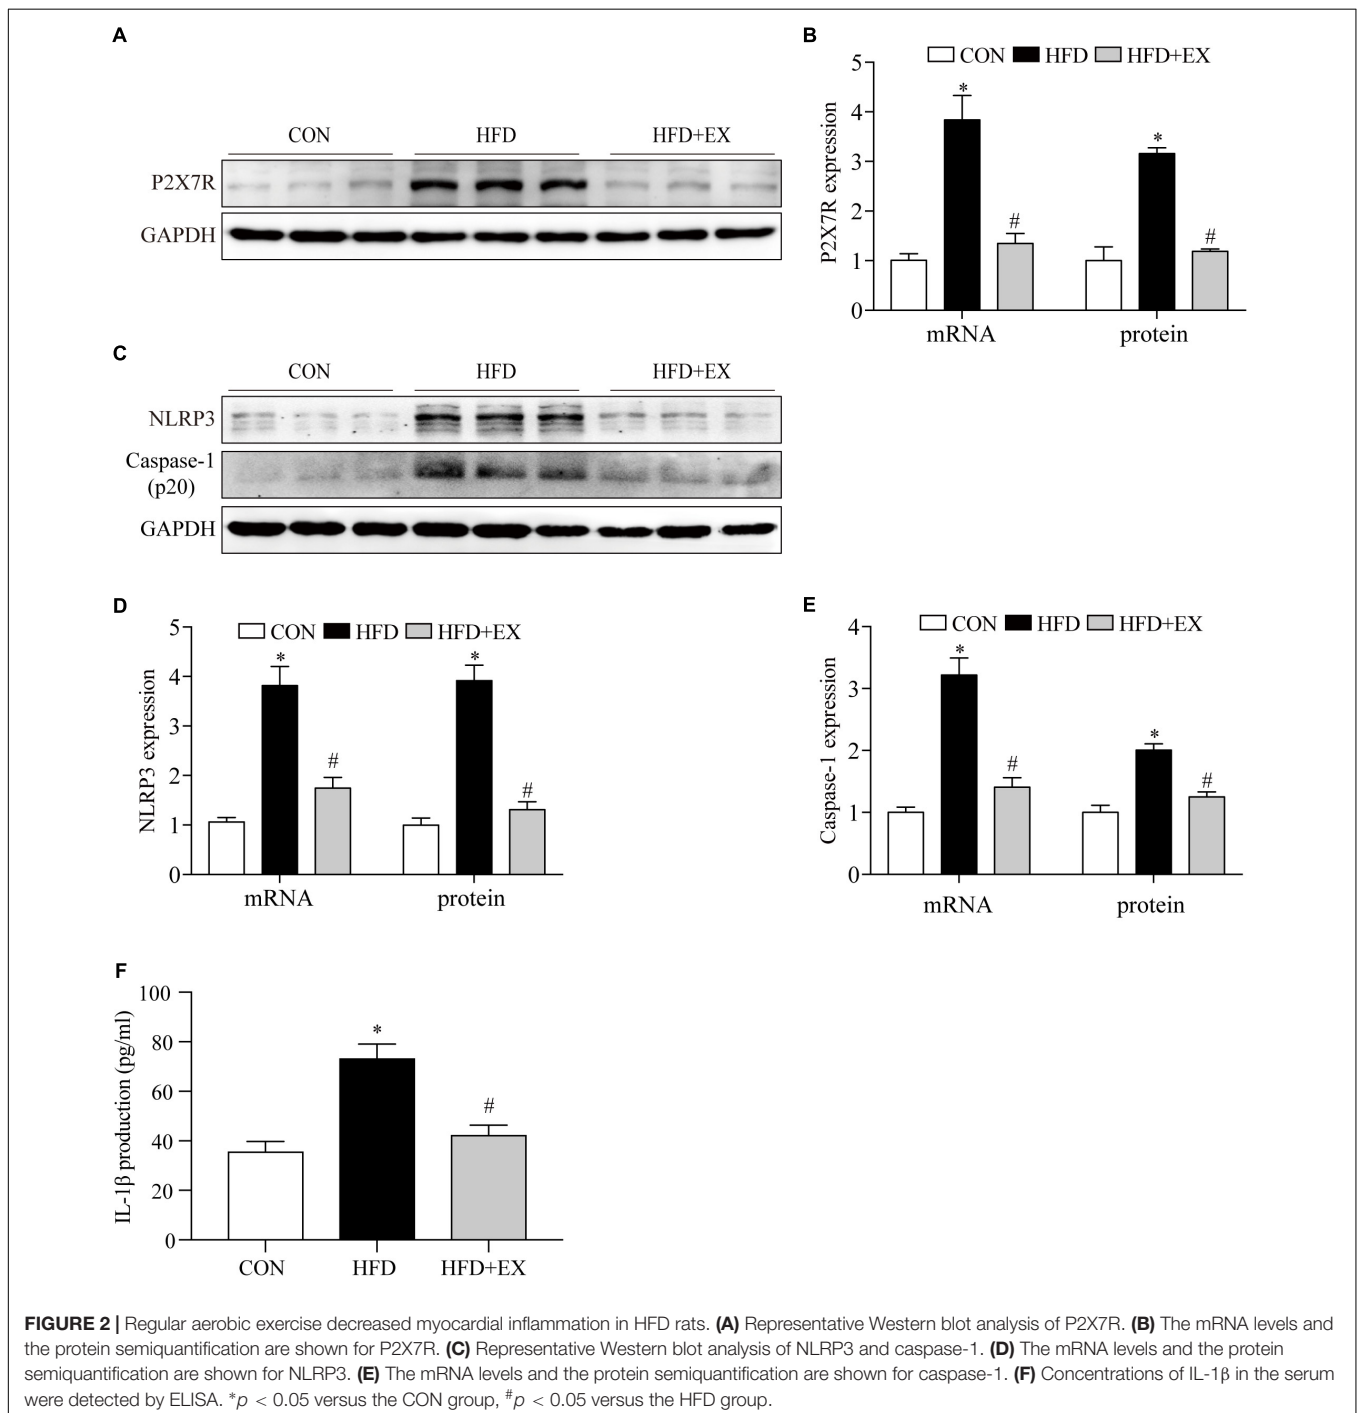 A
CON HFD HFD+EX
P2X7R
GAPDH
B
CON HFD HFD+EX
P2X7R expression
5
4
3
2
1
0
* # * #
mRNA protein
C
CON HFD HFD+EX
NLRP3
Caspase-1
(p20)
GAPDH
D
CON HFD HFD+EX
NLRP3 expression
5
4
3
2
1
0
* # * #
mRNA protein
E
CON HFD HFD+EX
Caspase-1 expression
4
3
2
1
0
* # * #
mRNA protein
F
IL-1β production (pg/ml)
100
80
60
40
20
0
* #
CON HFD HFD+EX
FIGURE 2 | Regular aerobic exercise decreased myocardial inflammation in HFD rats. (A) Representative Western blot analysis of P2X7R. (B) The mRNA levels and
the protein semiquantification are shown for P2X7R. (C) Representative Western blot analysis of NLRP3 and caspase-1. (D) The mRNA levels and the protein
semiquantification are shown for NLRP3. (E) The mRNA levels and the protein semiquantification are shown for caspase-1. (F) Concentrations of IL-1β in the serum
were detected by ELISA. *p < 0.05 versus the CON group, #p < 0.05 versus the HFD group.